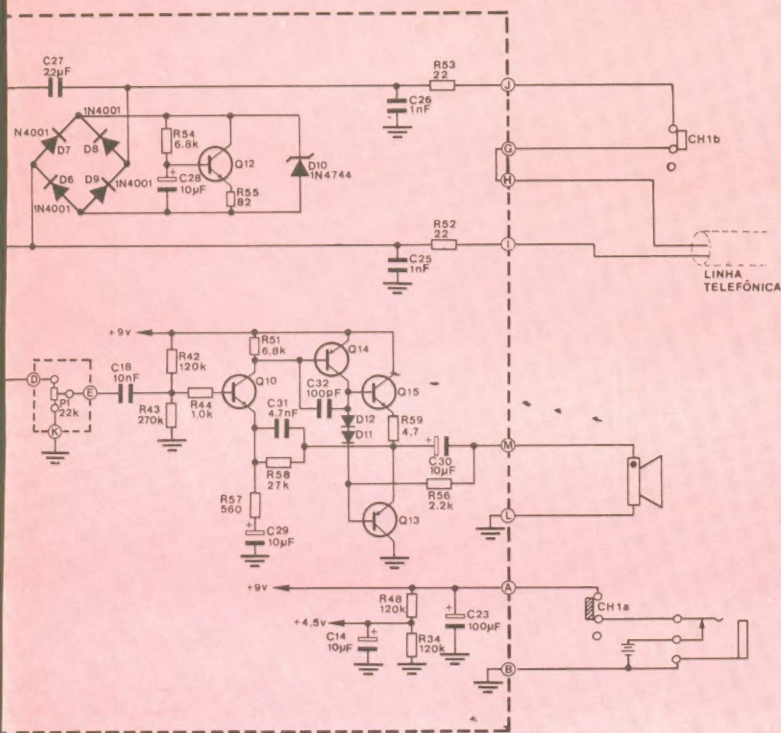 C27
22µF
R53
22
J
1N4001
N4001
D7
D8
R54
6.8k
C26
1nF
G
CH1b
Q12
D10
1N4744
H
C28
10µF
D6
D9
1N4001
R55
82
1N4001
R52
22
I
C25
1nF
LINHA
TELEFÔNICA
+9v
R51
6,8k
Q14
R42
120k
C18
10nF
D
E
P1
22k
Q10
C32
100pF
Q15
R43
270k
R44
1,0k
C31
4.7nF
D12
D11
R59
4,7
K
C30
10µF
M
R58
27k
R56
2.2k
R57
560
Q13
C29
10µF
L
+9v
A
R48
120k
CH1a
+4,5v
C23
100µF
C14
10µF
R34
120k
B